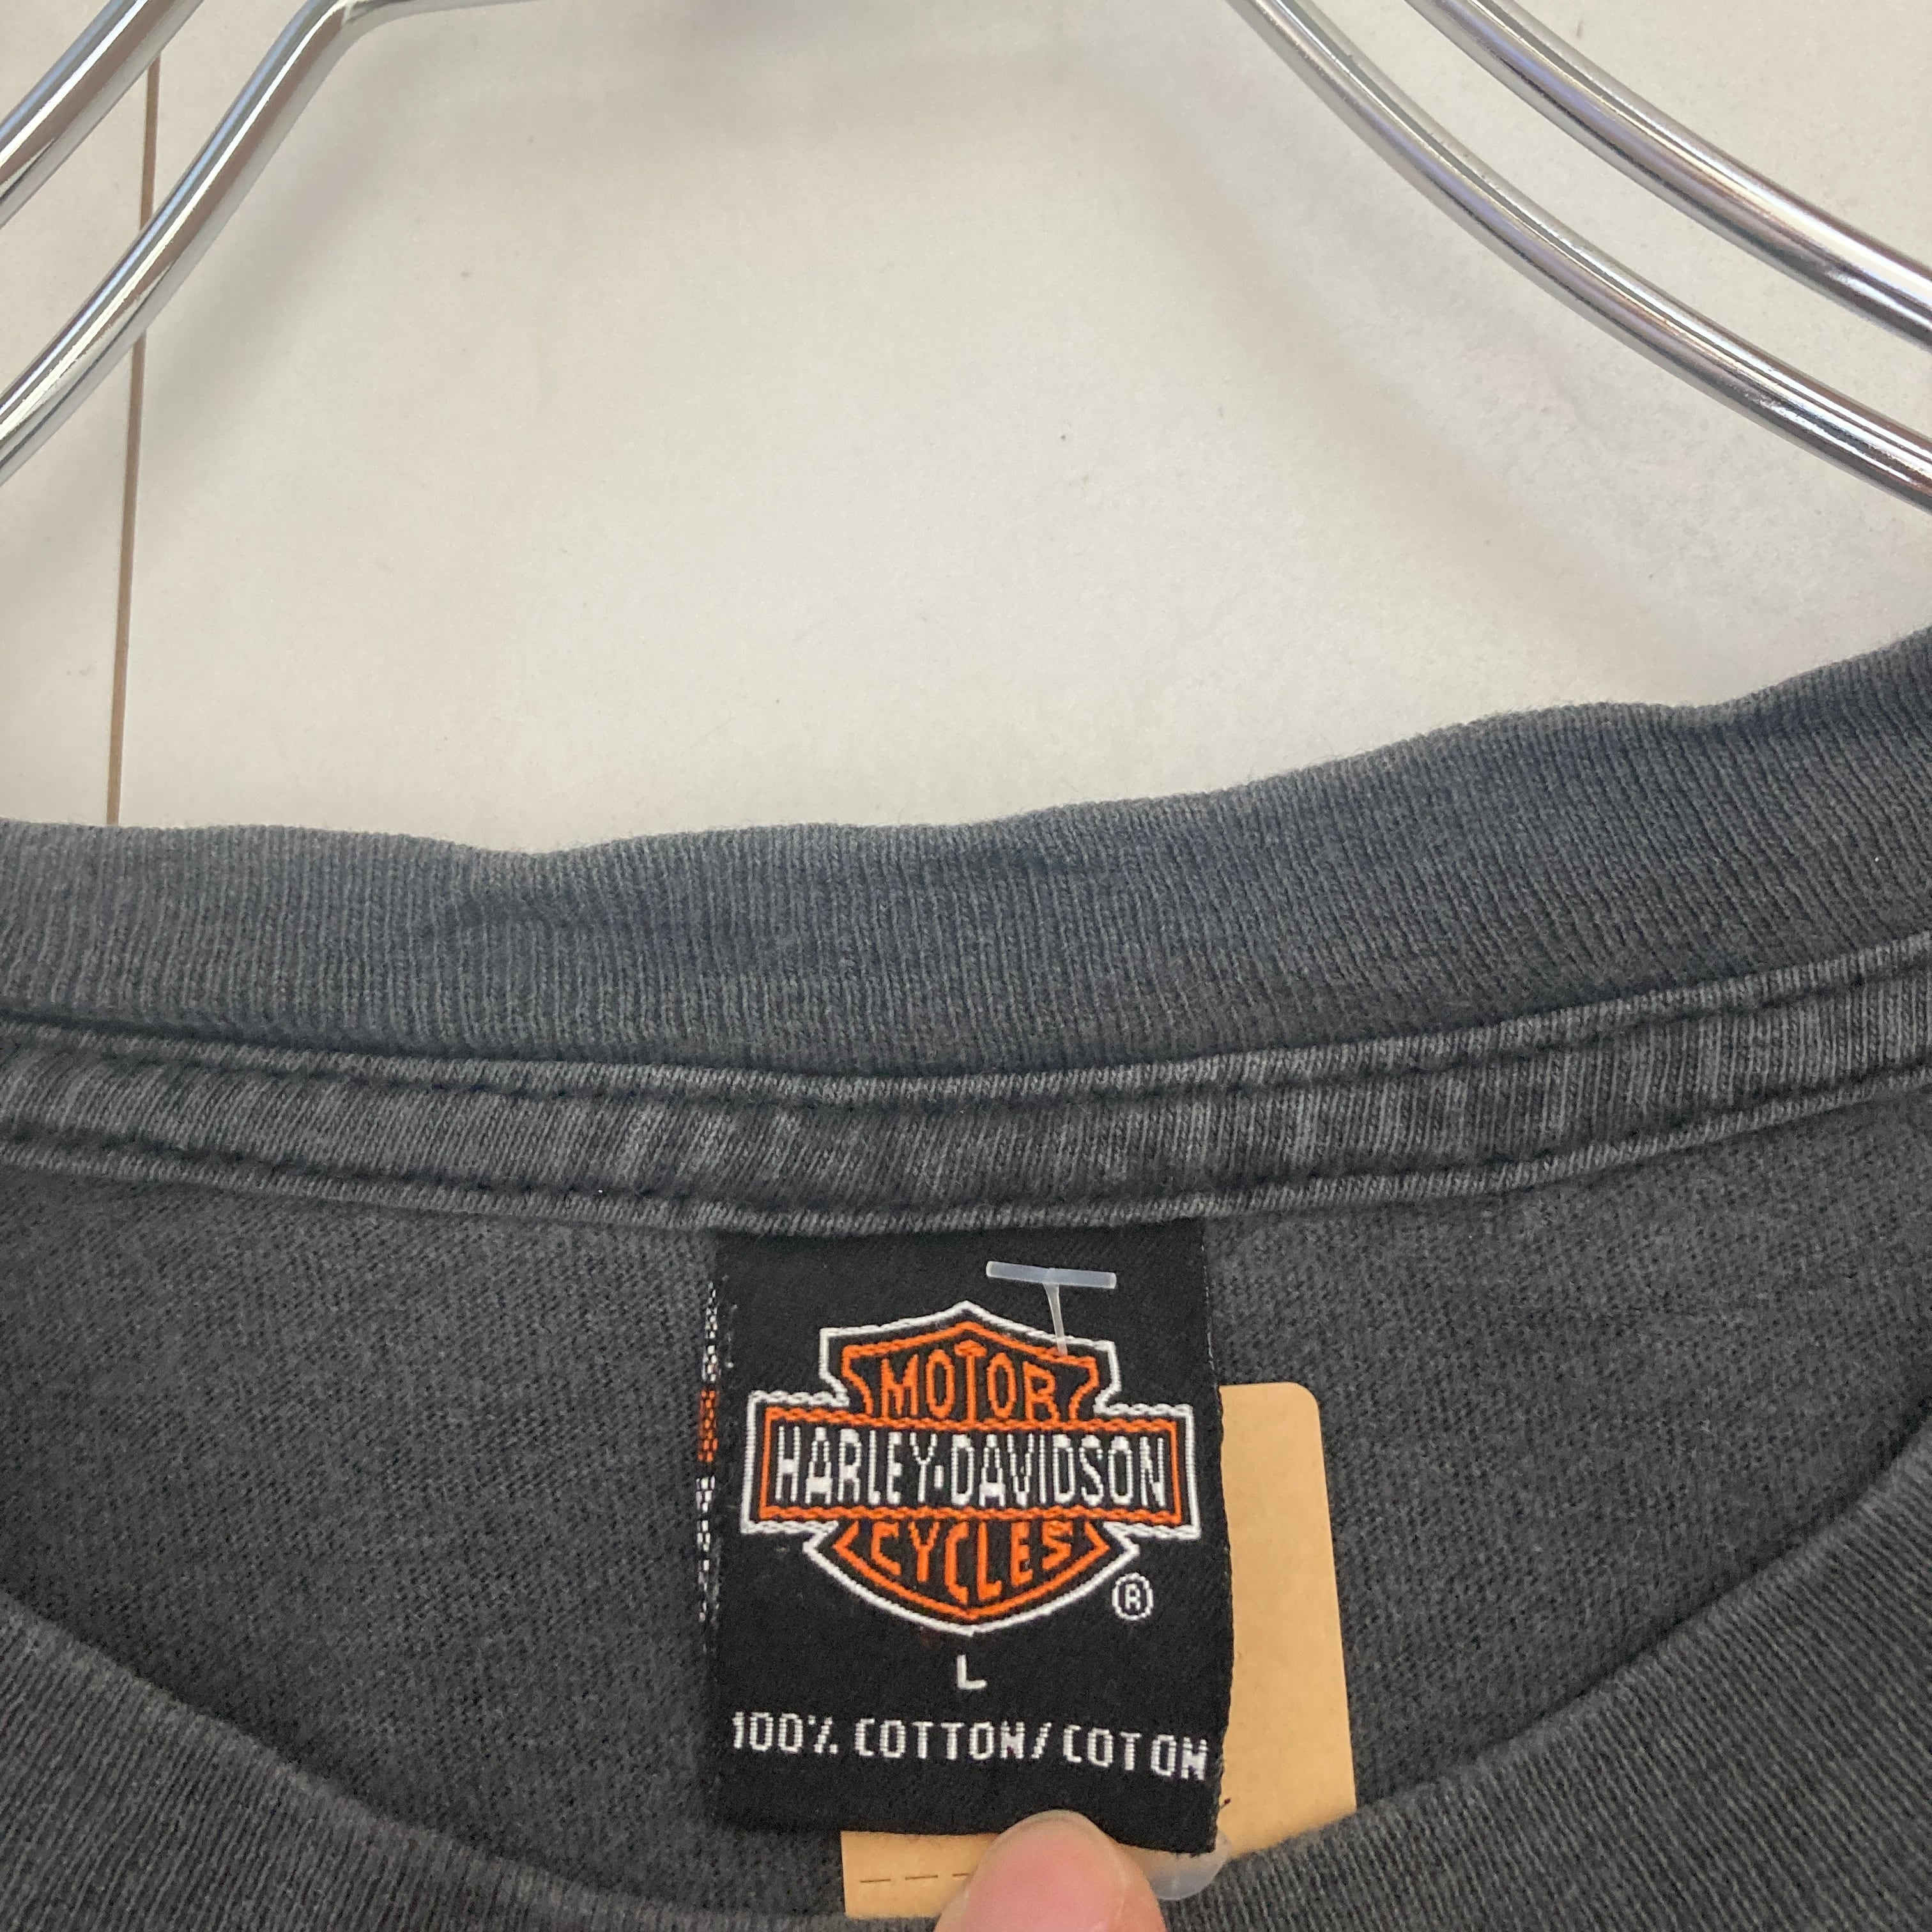 MOTOR
HARLEY-DAVIDSON
CYCLES
®
L
100% COTTON/COTON